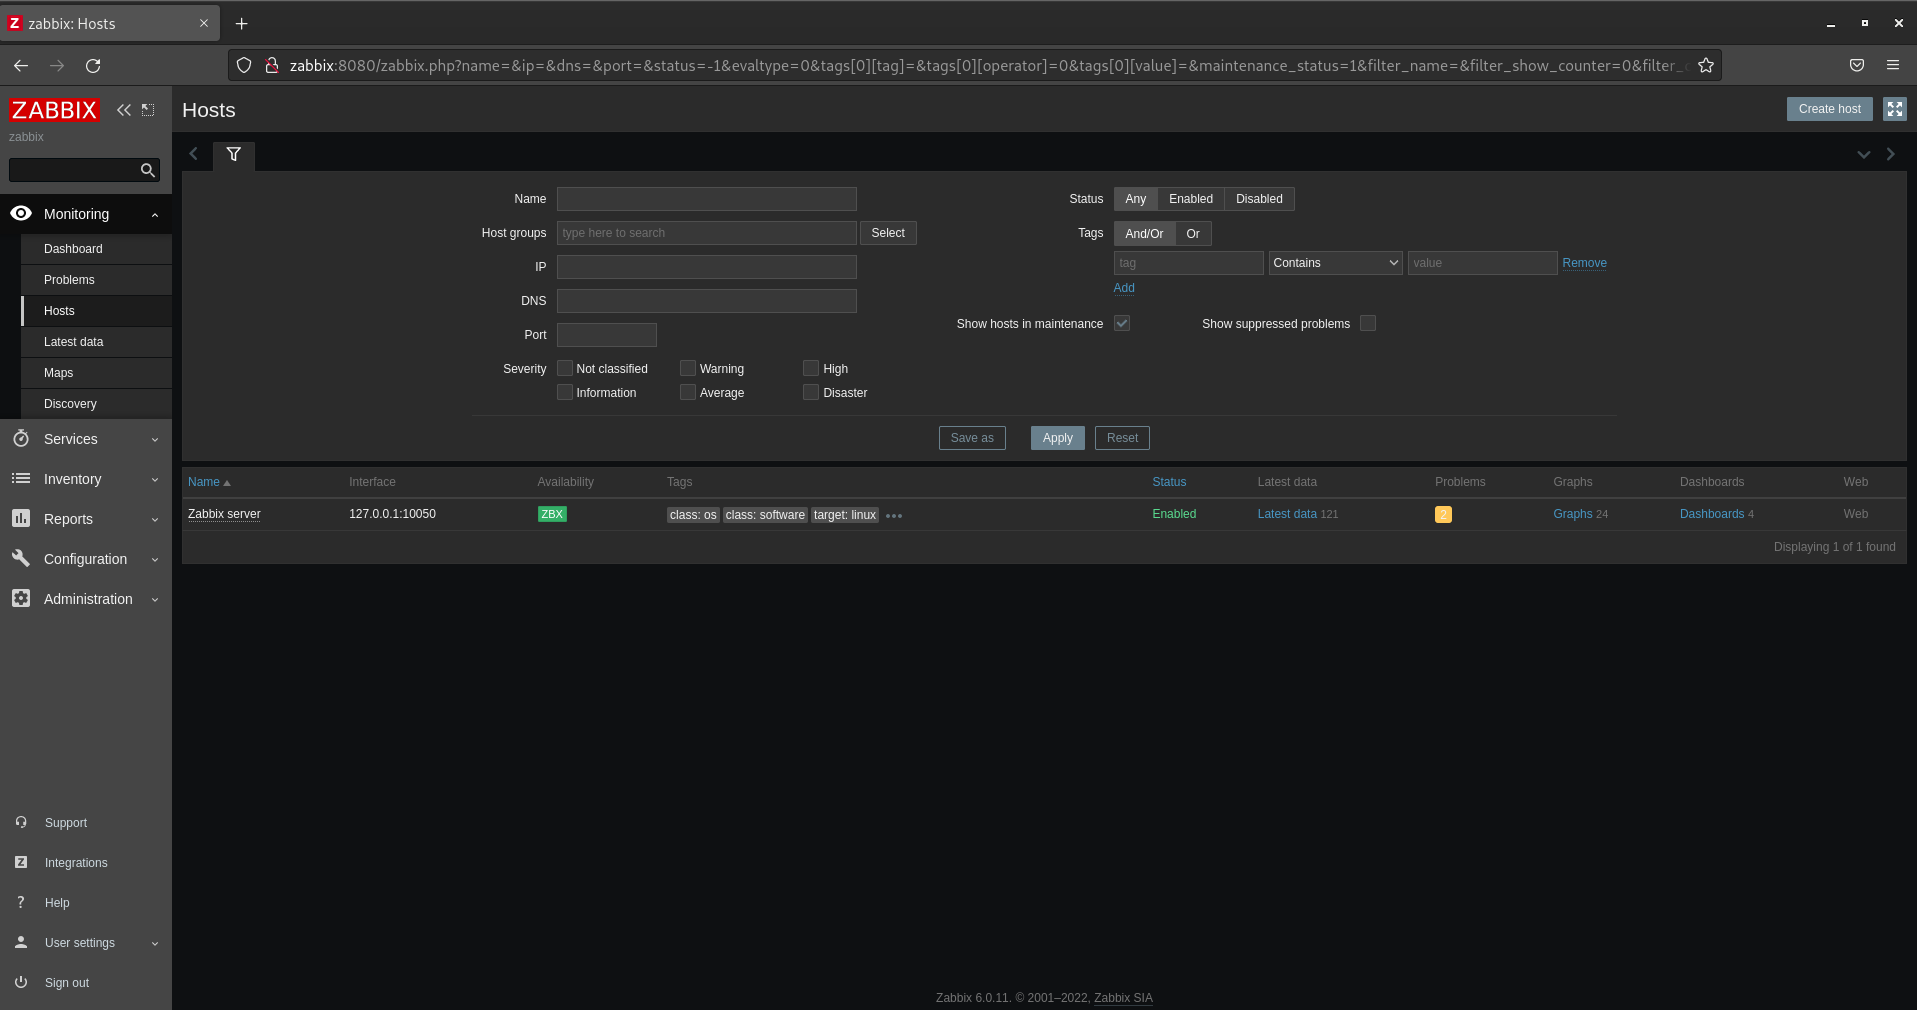 zabbix: Hosts
zabbix:8080/zabbix.php?name=&ip=&dns=&port=&status=-1&evaltype=0&tags[0][tag]=&tags[0][operator]=0&tags[0][value]=&maintenance_status=1&filter_name=&filter_show_counter=0&filter_
ZABBIX
zabbix
Hosts
Create host
Monitoring
Dashboard
Problems
Hosts
Latest data
Maps
Discovery
Services
Inventory
Reports
Configuration
Administration
Support
Integrations
Help
User settings
Sign out
Name
Host groups type here to search Select
IP
DNS
Port
Severity Not classified Warning High
Information Average Disaster
Status Any Enabled Disabled
Tags And/Or Or
tag Contains value Remove
Add
Show hosts in maintenance Show suppressed problems
Save as Apply Reset
Name Interface Availability Tags Status Latest data Problems Graphs Dashboards Web
Zabbix server 127.0.0.1:10050 ZBX class: os class: software target: linux Enabled Latest data 121 2 Graphs 24 Dashboards 4 Web
Displaying 1 of 1 found
Zabbix 6.0.11. © 2001–2022, Zabbix SIA